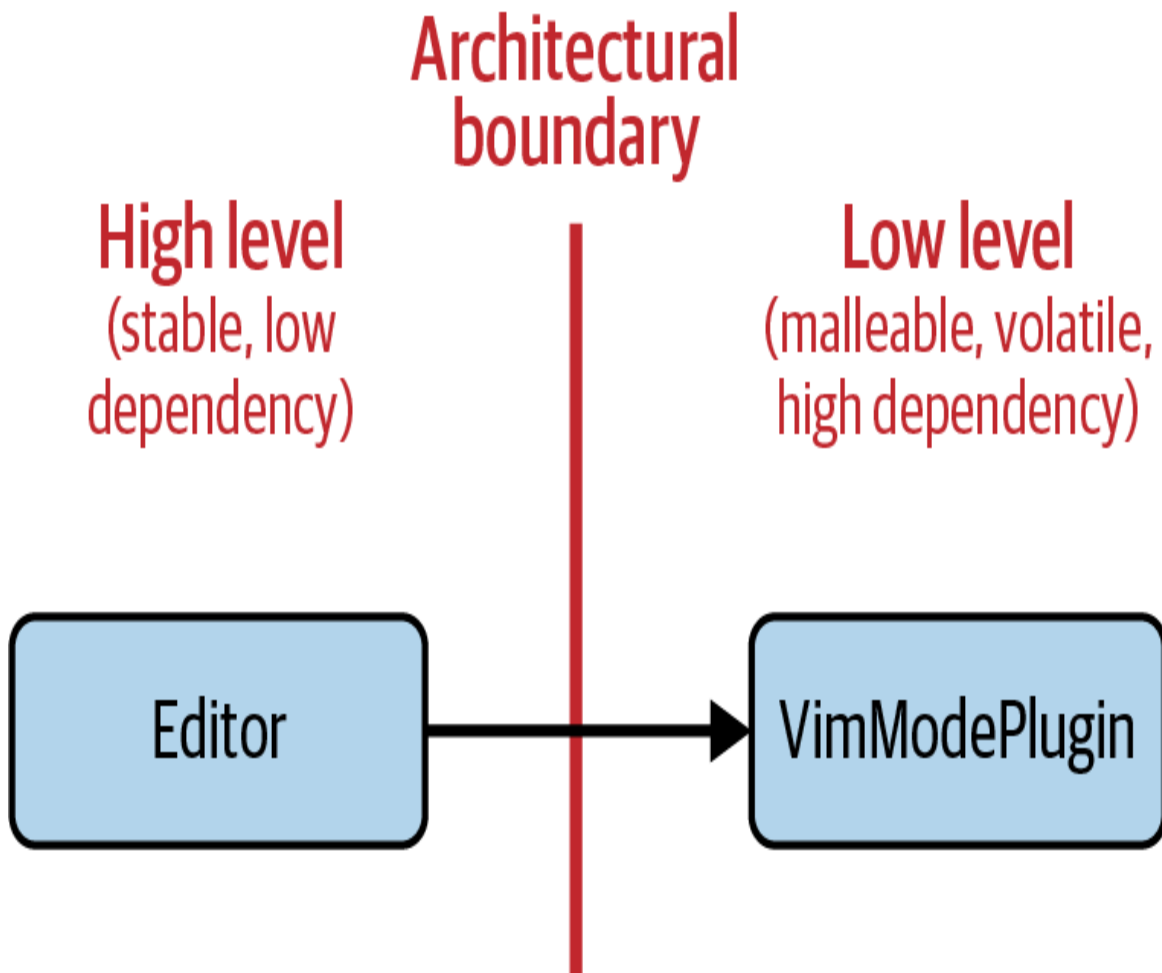 Architectural
boundary
High level
(stable, low
dependency)
Low level
(malleable, volatile,
high dependency)
Editor
VimModePlugin